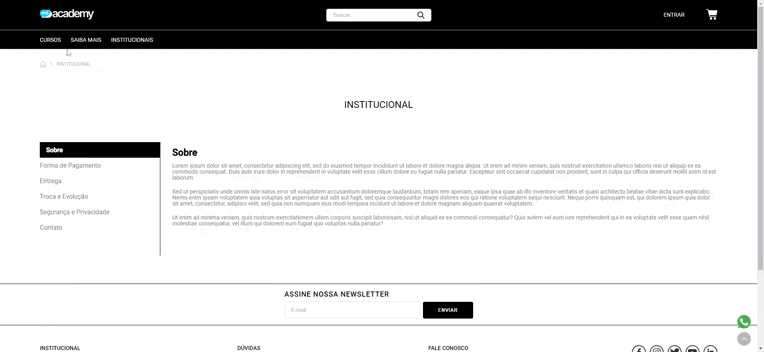 academy
Buscar
ENTRAR
CURSOS SAIBA MAIS INSTITUCIONAIS
INSTITUCIONAL
INSTITUCIONAL
Sobre
Forma de Pagamento
Entrega
Troca e Evolução
Segurança e Privacidade
Contato
Sobre
Lorem ipsum dolor sit amet, consectetur adipiscing elit, sed do eiusmod tempor incididunt ut labore et dolore magna aliqua. Ut enim ad minim veniam, quis nostrud exercitation ullamco laboris nisi ut aliquip ex ea
commodo consequat. Duis aute irure dolor in reprehenderit in voluptate velit esse cillum dolore eu fugiat nulla pariatur. Excepteur sint occaecat cupidatat non proident, sunt in culpa qui officia deserunt mollit anim id est
laborum
Sed ut perspiciatis unde omnis iste natus error sit voluptatem accusantium doloremque laudantium, totam rem aperiam, eaque ipsa quae ab illo inventore veritatis et quasi architecto beatae vitae dicta sunt explicabo.
Nemo enim ipsam voluptatem quia voluptas sit aspernatur aut odit aut fugit, sed quia consequuntur magni dolores eos qui ratione voluptatem sequi nesciunt. Neque porro quisquam est, qui dolorem ipsum quia dolor
sit amet, consectetur, adipisci velit, sed quia non numquam eius modi tempora incidunt ut labore et dolore magnam aliquam quaerat voluptatem.
Ut enim ad minima veniam, quis nostrum exercitationem ullam corporis suscipit laboriosam, nisi ut aliquid ex ea commodi consequatur? Quis autem vel eum iure reprehenderit qui in ea voluptate velit esse quam nihil
molestiae consequatur, vel illum qui dolorem eum fugiat quo voluptas nulla pariatur?
ASSINE NOSSA NEWSLETTER
E-mail
ENVIAR
INSTITUCIONAL DÚVIDAS FALE CONOSCO